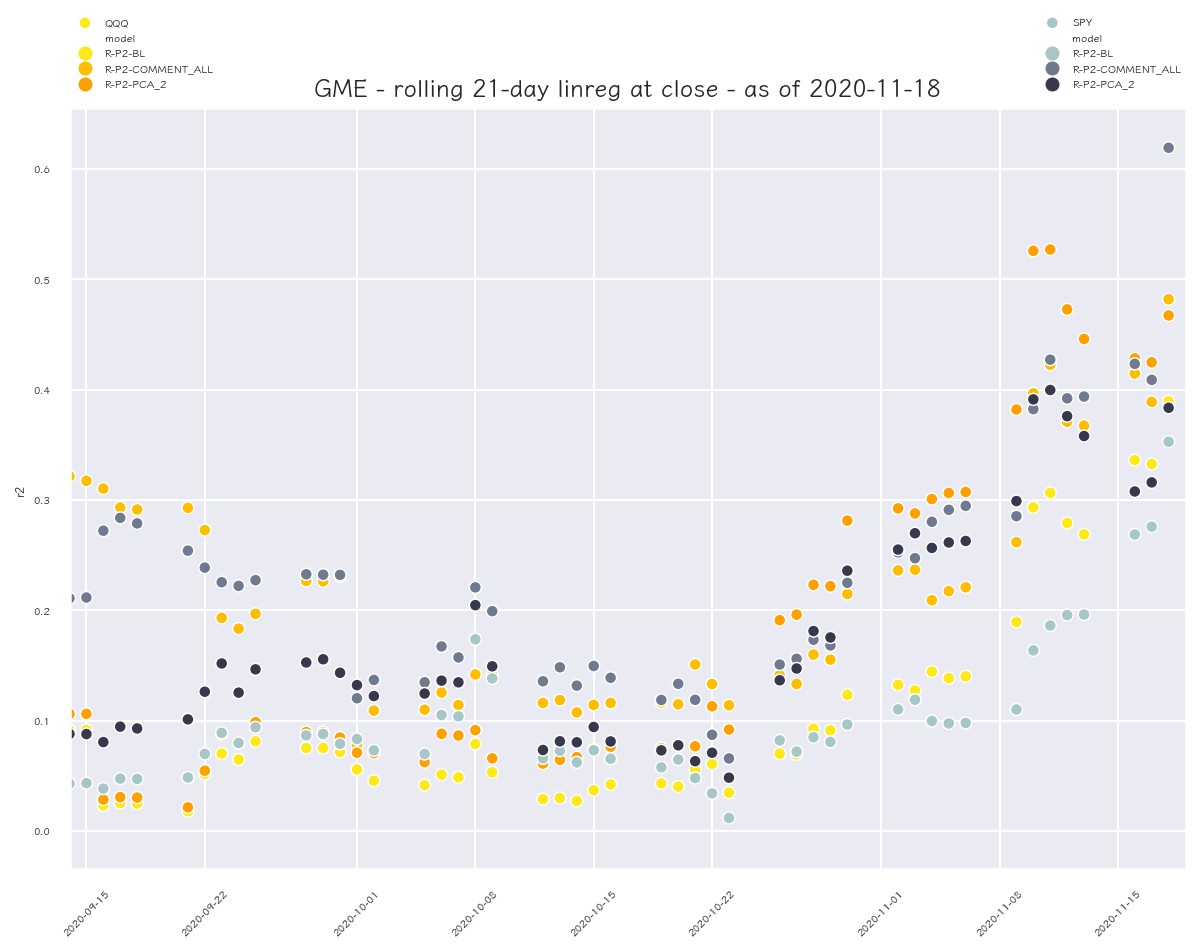 QQQ
model
R-P2-BL
R-P2-COMMENT_ALL
R-P2-PCA_2
SPY
model
R-P2-BL
R-P2-COMMENT_ALL
R-P2-PCA_2
GME - rolling 21-day linreg at close - as of 2020-11-18
r2
0.6
0.5
0.4
0.3
0.2
0.1
0.0
2020-09-15
2020-09-22
2020-10-01
2020-10-08
2020-10-15
2020-10-22
2020-11-01
2020-11-08
2020-11-15